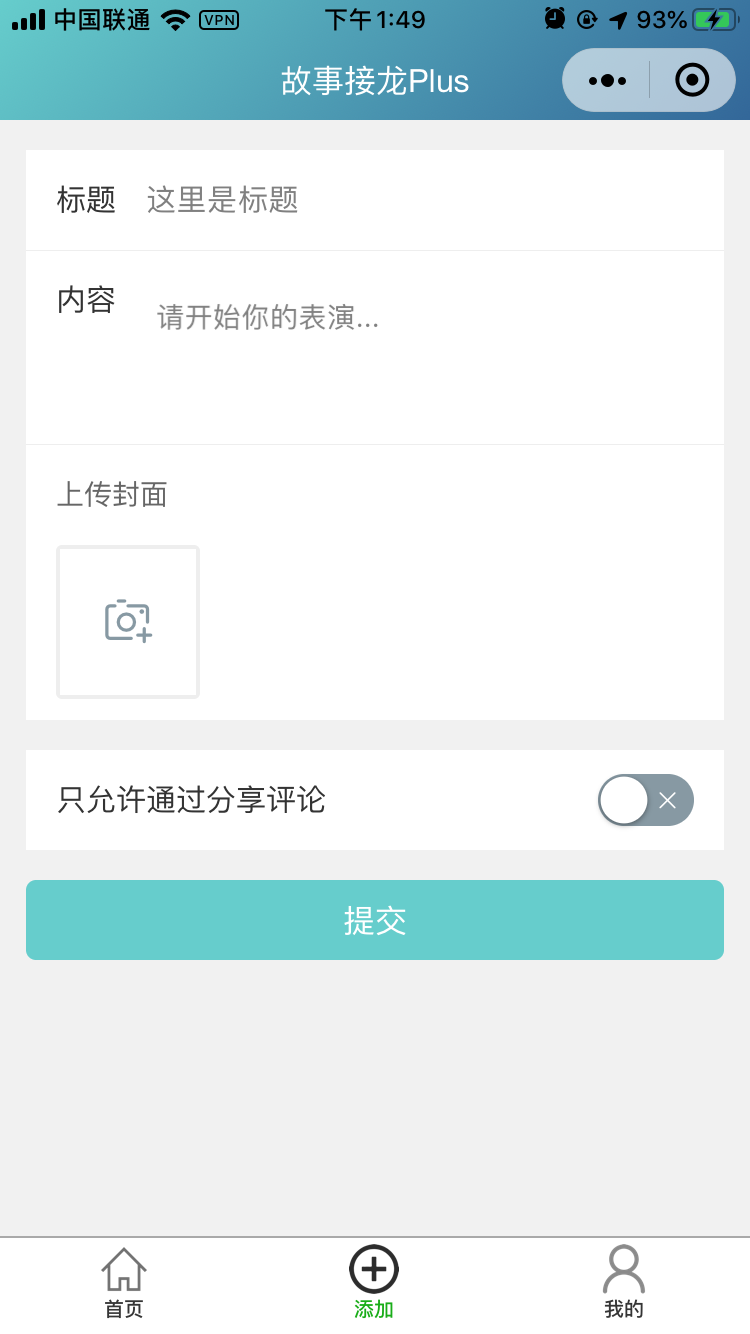 中国联通 VPN 下午1:49 93%
故事接龙Plus
标题 这里是标题
内容 请开始你的表演...
上传封面
只允许通过分享评论
提交
首页 添加 我的